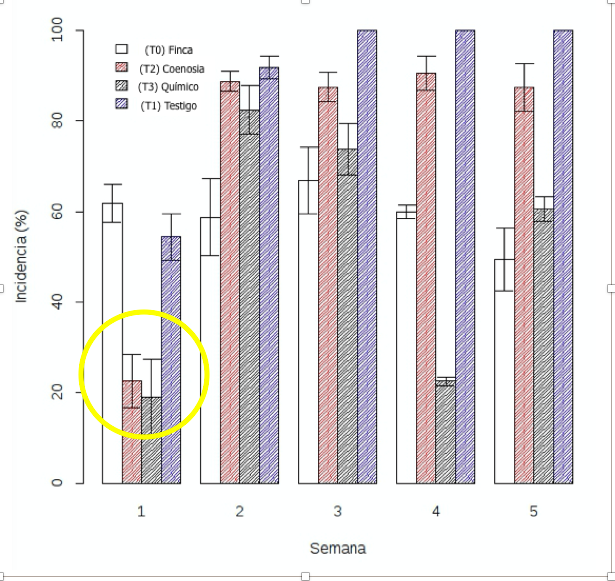 Incidencia (%)
100
80
60
40
20
0
(T0) Finca
(T2) Coenosia
(T3) Químico
(T1) Testigo
1 2 3 4 5
Semana